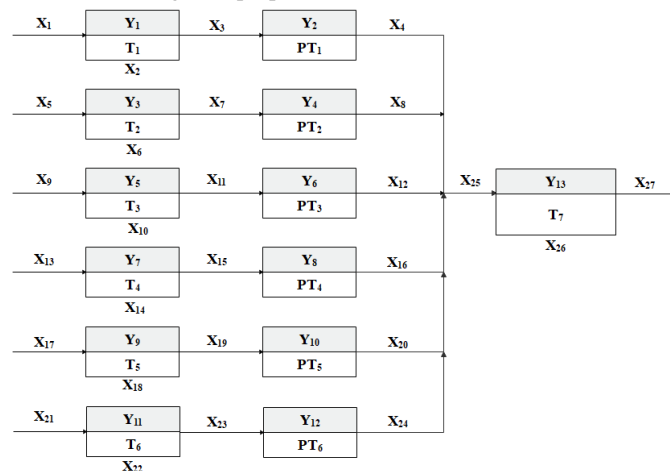 X₁ Y₁ X₃ Y₂ X₄
T₁ PT₁
X₂
X₅ Y₃ X₇ Y₄ X₈
T₂ PT₂
X₆
X₉ Y₅ X₁₁ Y₆ X₁₂ X₂₅ Y₁₃ X₂₇
T₃ PT₃ T₇
X₁₀ X₂₆
X₁₃ Y₇ X₁₅ Y₈ X₁₆
T₄ PT₄
X₁₄
X₁₇ Y₉ X₁₉ Y₁₀ X₂₀
T₅ PT₅
X₁₈
X₂₁ Y₁₁ X₂₃ Y₁₂ X₂₄
T₆ PT₆
X₂₂